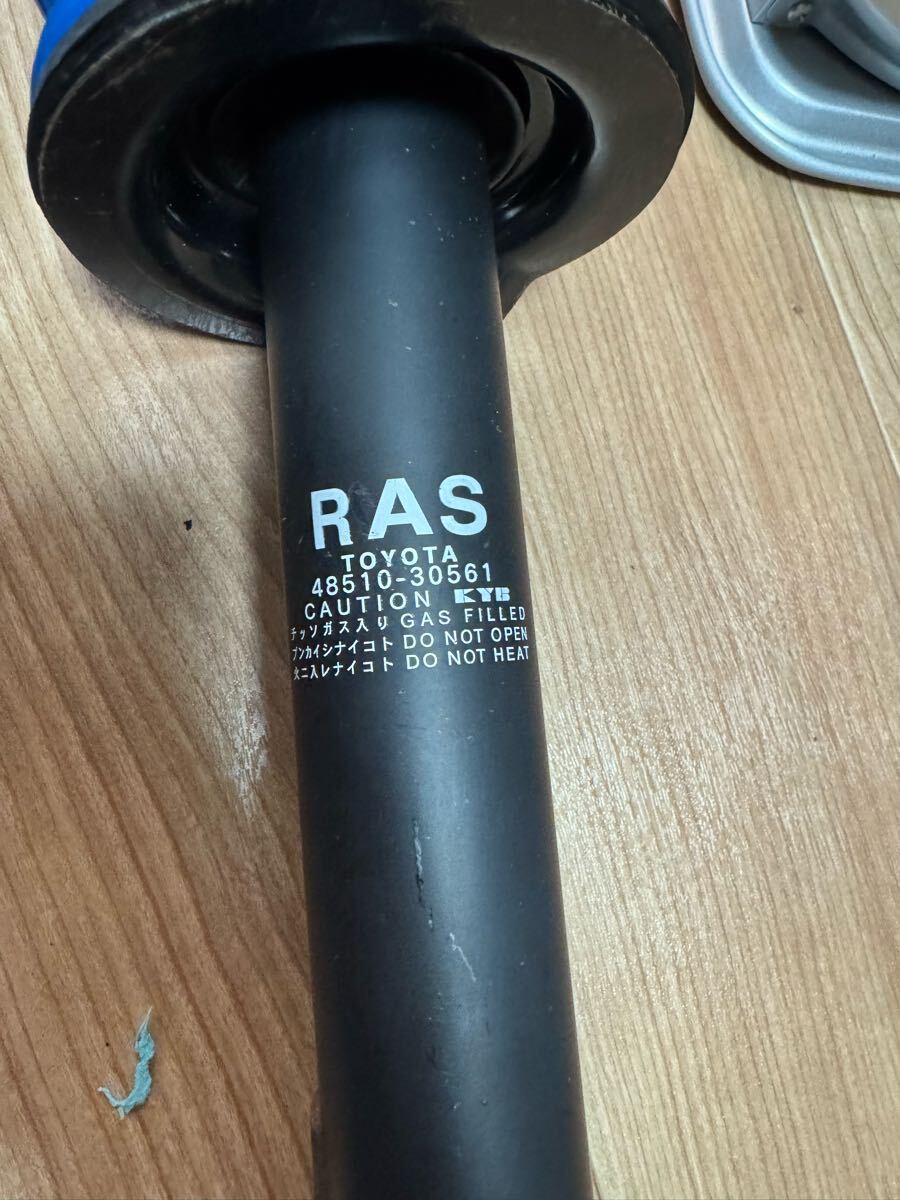 RAS
TOYOTA
48510-30561
CAUTION KYB
チッソガス入り GAS FILLED
ブンカイシナイコト DO NOT OPEN
火ニ入レナイコト DO NOT HEAT